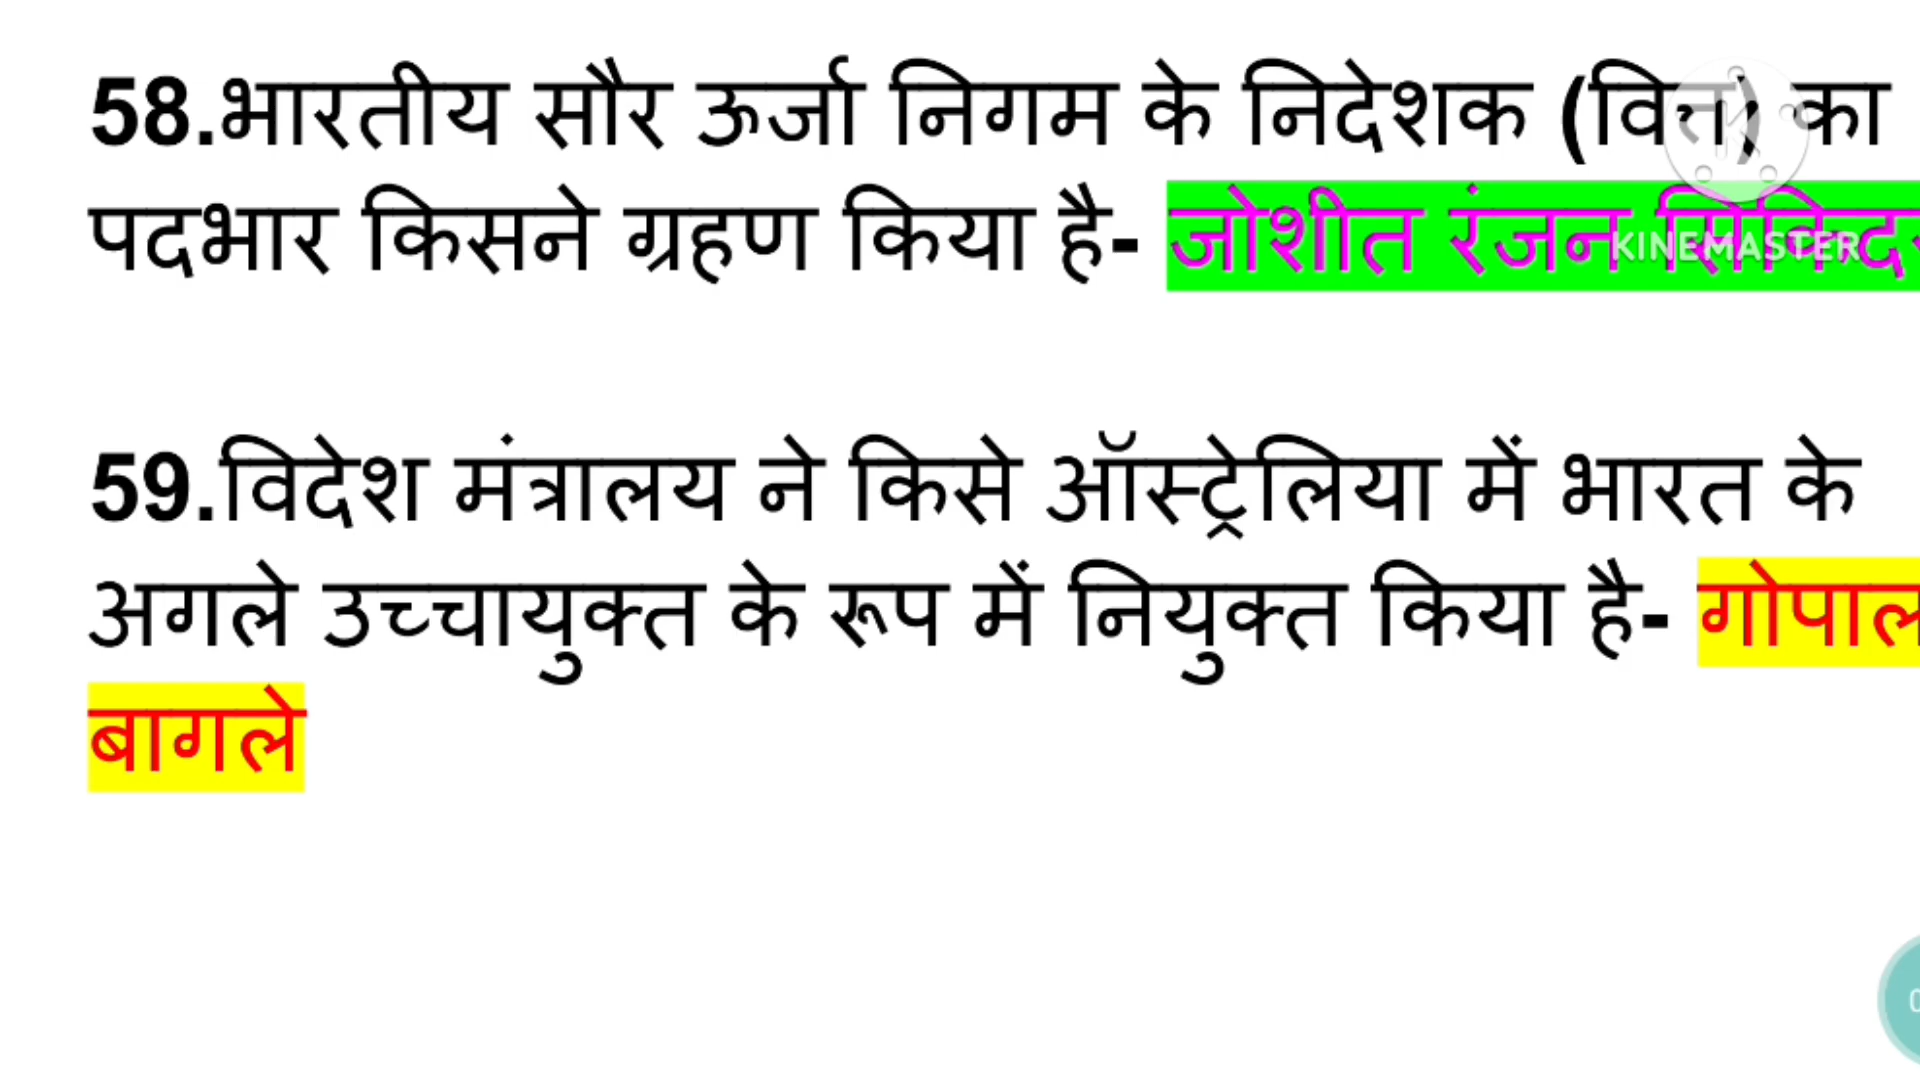 58.भारतीय सौर ऊर्जा निगम के निदेशक (वित्त) का
पदभार किसने ग्रहण किया है- जोशीत रंजन
KINEMASTER
59.विदेश मंत्रालय ने किसे ऑस्ट्रेलिया में भारत के
अगले उच्चायुक्त के रूप में नियुक्त किया है- गोपाल
बागले